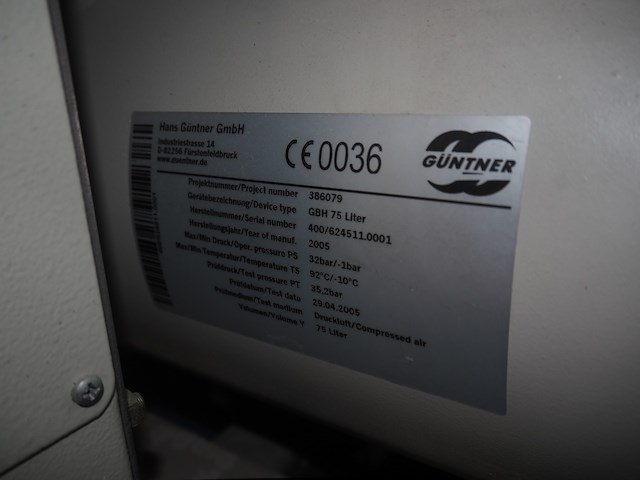 Hans Güntner GmbH
Industriestrasse 14
D-82256 Fürstenfeldbruck
www.guentner.de
CE 0036
GÜNTNER
Projektnummer/Project number 386079
Gerätebezeichnung/Device type GBH 75 Liter
Herstellnummer/Serial number 400/624511.0001
Herstellungsjahr/Year of manuf. 2005
Max/Min Druck/Oper. pressure PS 32bar/-1bar
Max/Min Temperatur/Temperature TS 92°C/-10°C
Prüfdruck/Test pressure PT 35,2bar
Prüfdatum/Test date 29.04.2005
Prüfmedium/Test medium Druckluft/Compressed air
Volumen/Volume V 75 Liter